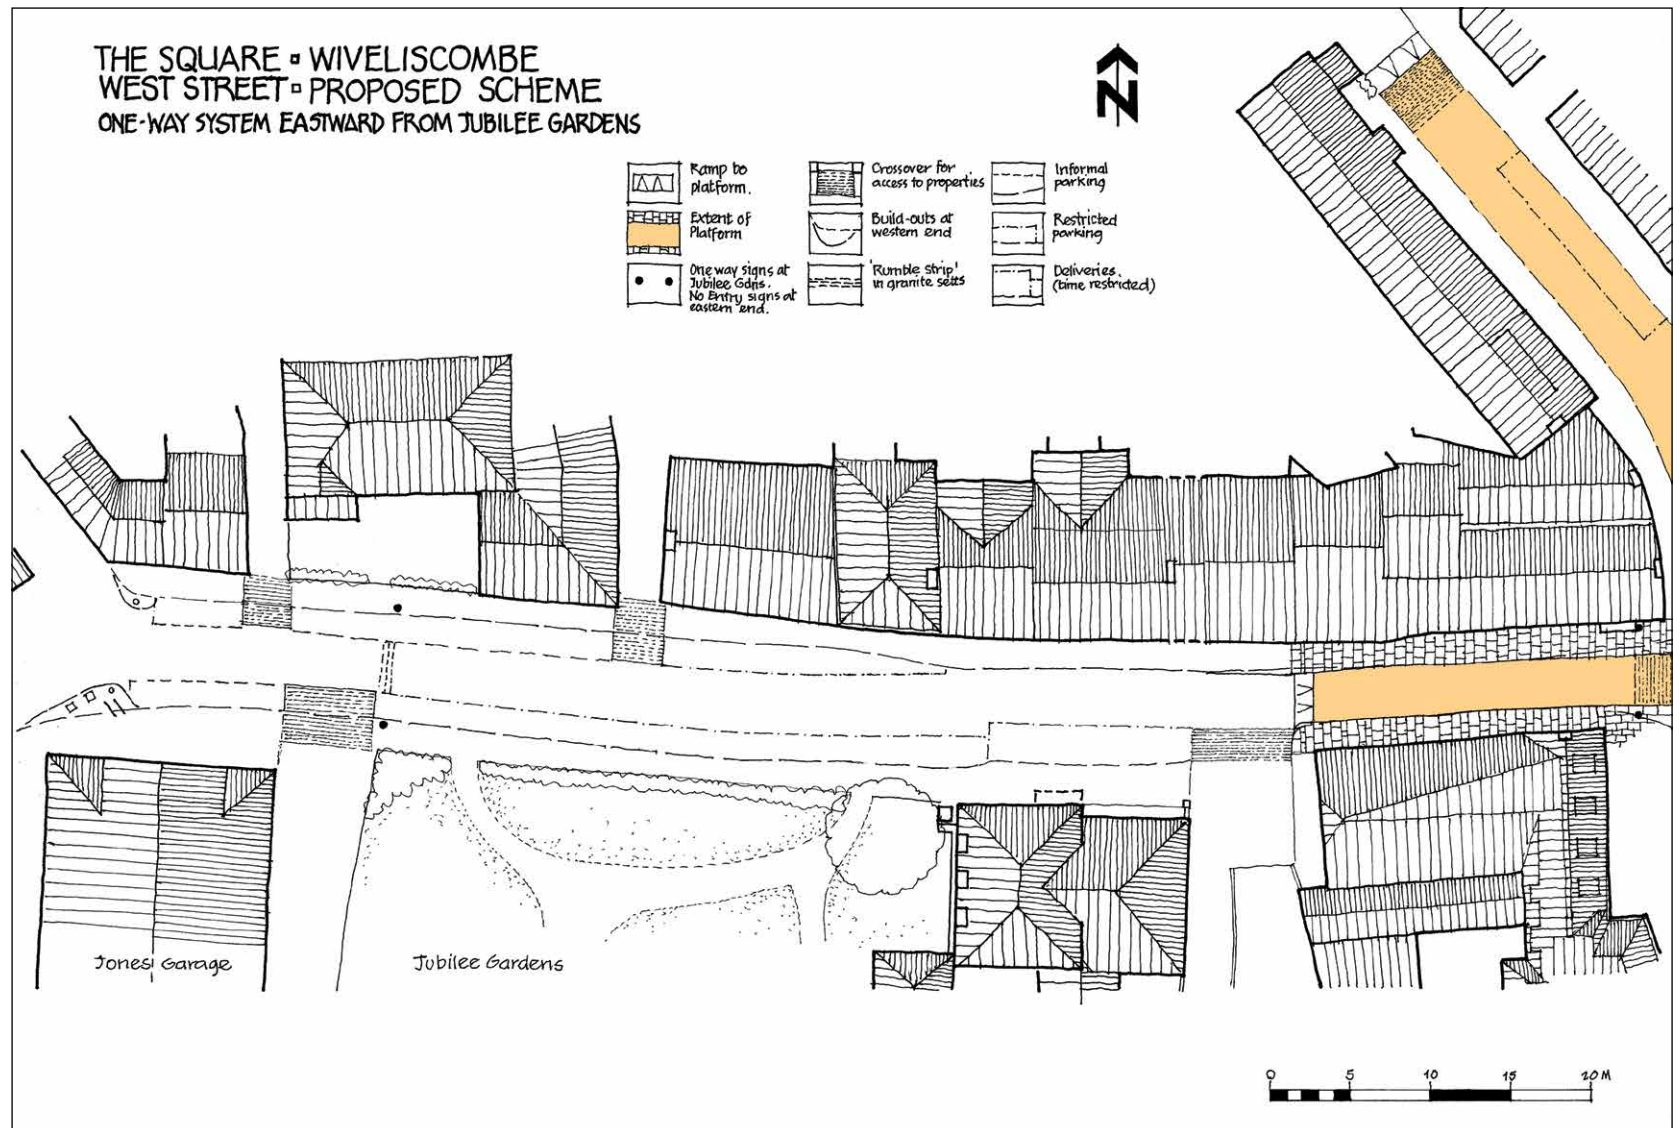 THE SQUARE ▫ WIVELISCOMBE
WEST STREET ▫ PROPOSED SCHEME
ONE-WAY SYSTEM EASTWARD FROM JUBILEE GARDENS
N
Ramp to
platform.
Extent of
Platform
One way signs at
Jubilee Gdns.
No Entry signs at
eastern end.
Crossover for
access to properties
Build-outs at
western end
'Rumble strip'
in granite setts
Informal
parking
Restricted
parking
Deliveries.
(time restricted)
Jones Garage
Jubilee Gardens
0 5 10 15 20 M